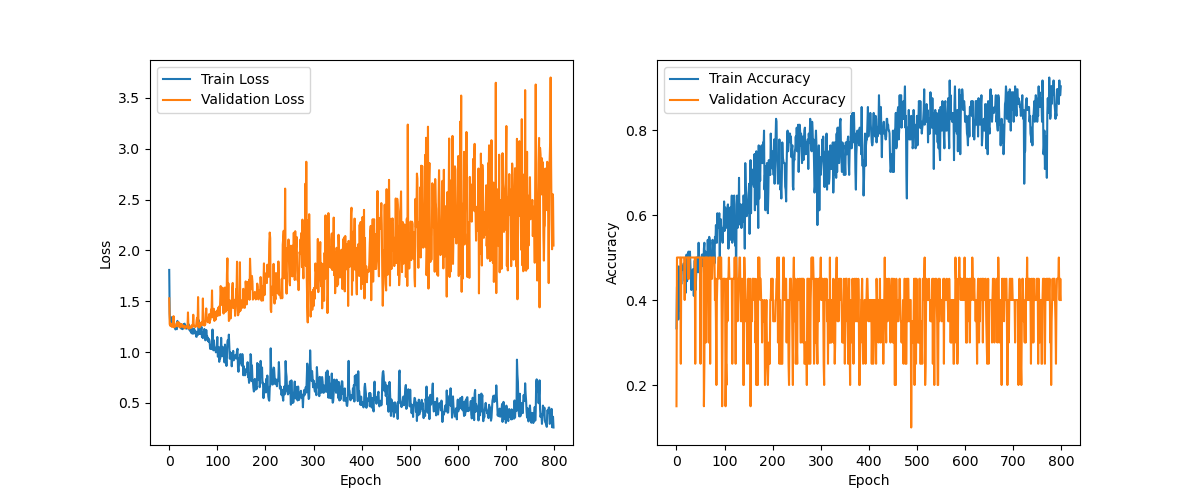 Train Loss
Validation Loss
3.5
3.0
2.5
2.0
1.5
1.0
0.5
Loss
0 100 200 300 400 500 600 700 800
Epoch
Train Accuracy
Validation Accuracy
0.8
0.6
0.4
0.2
Accuracy
0 100 200 300 400 500 600 700 800
Epoch